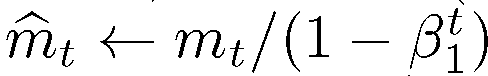 m̂_t ← m_t/(1 − β_1^t)